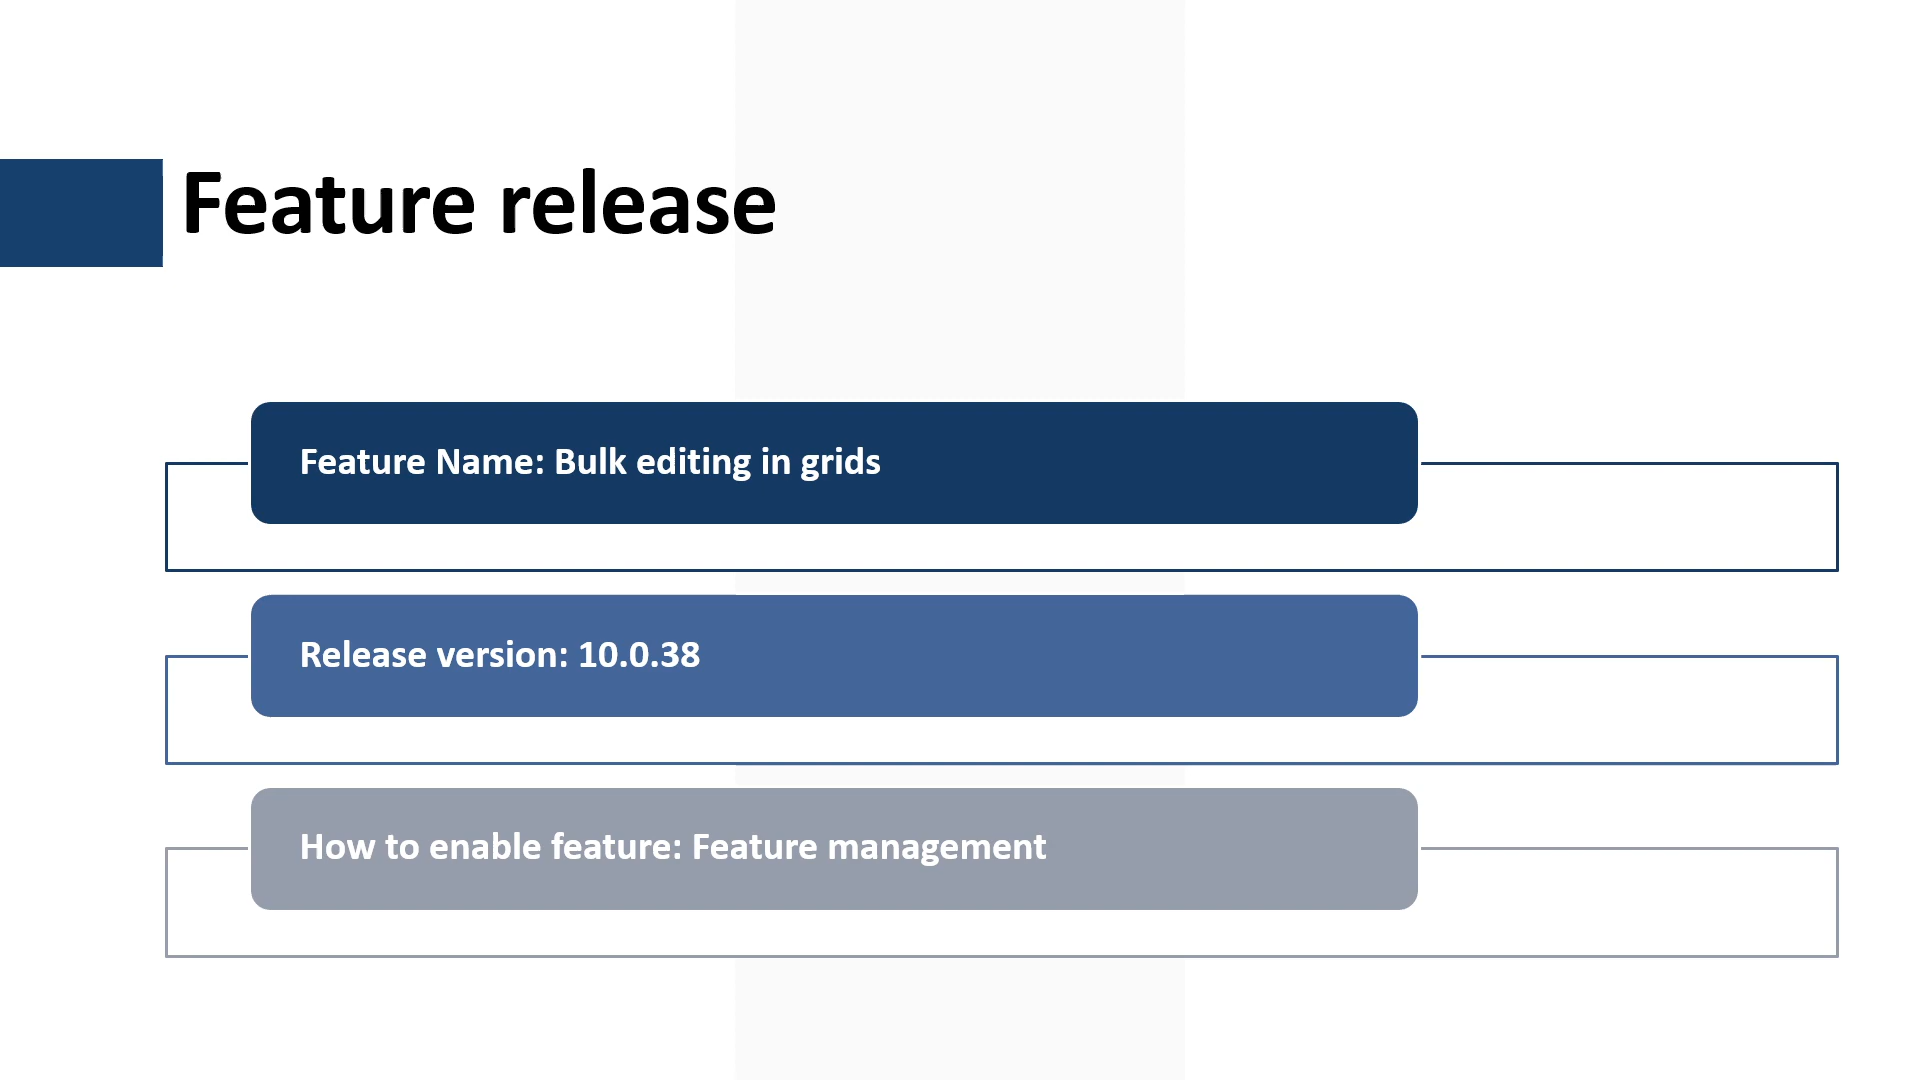 Feature release
Feature Name: Bulk editing in grids
Release version: 10.0.38
How to enable feature: Feature management